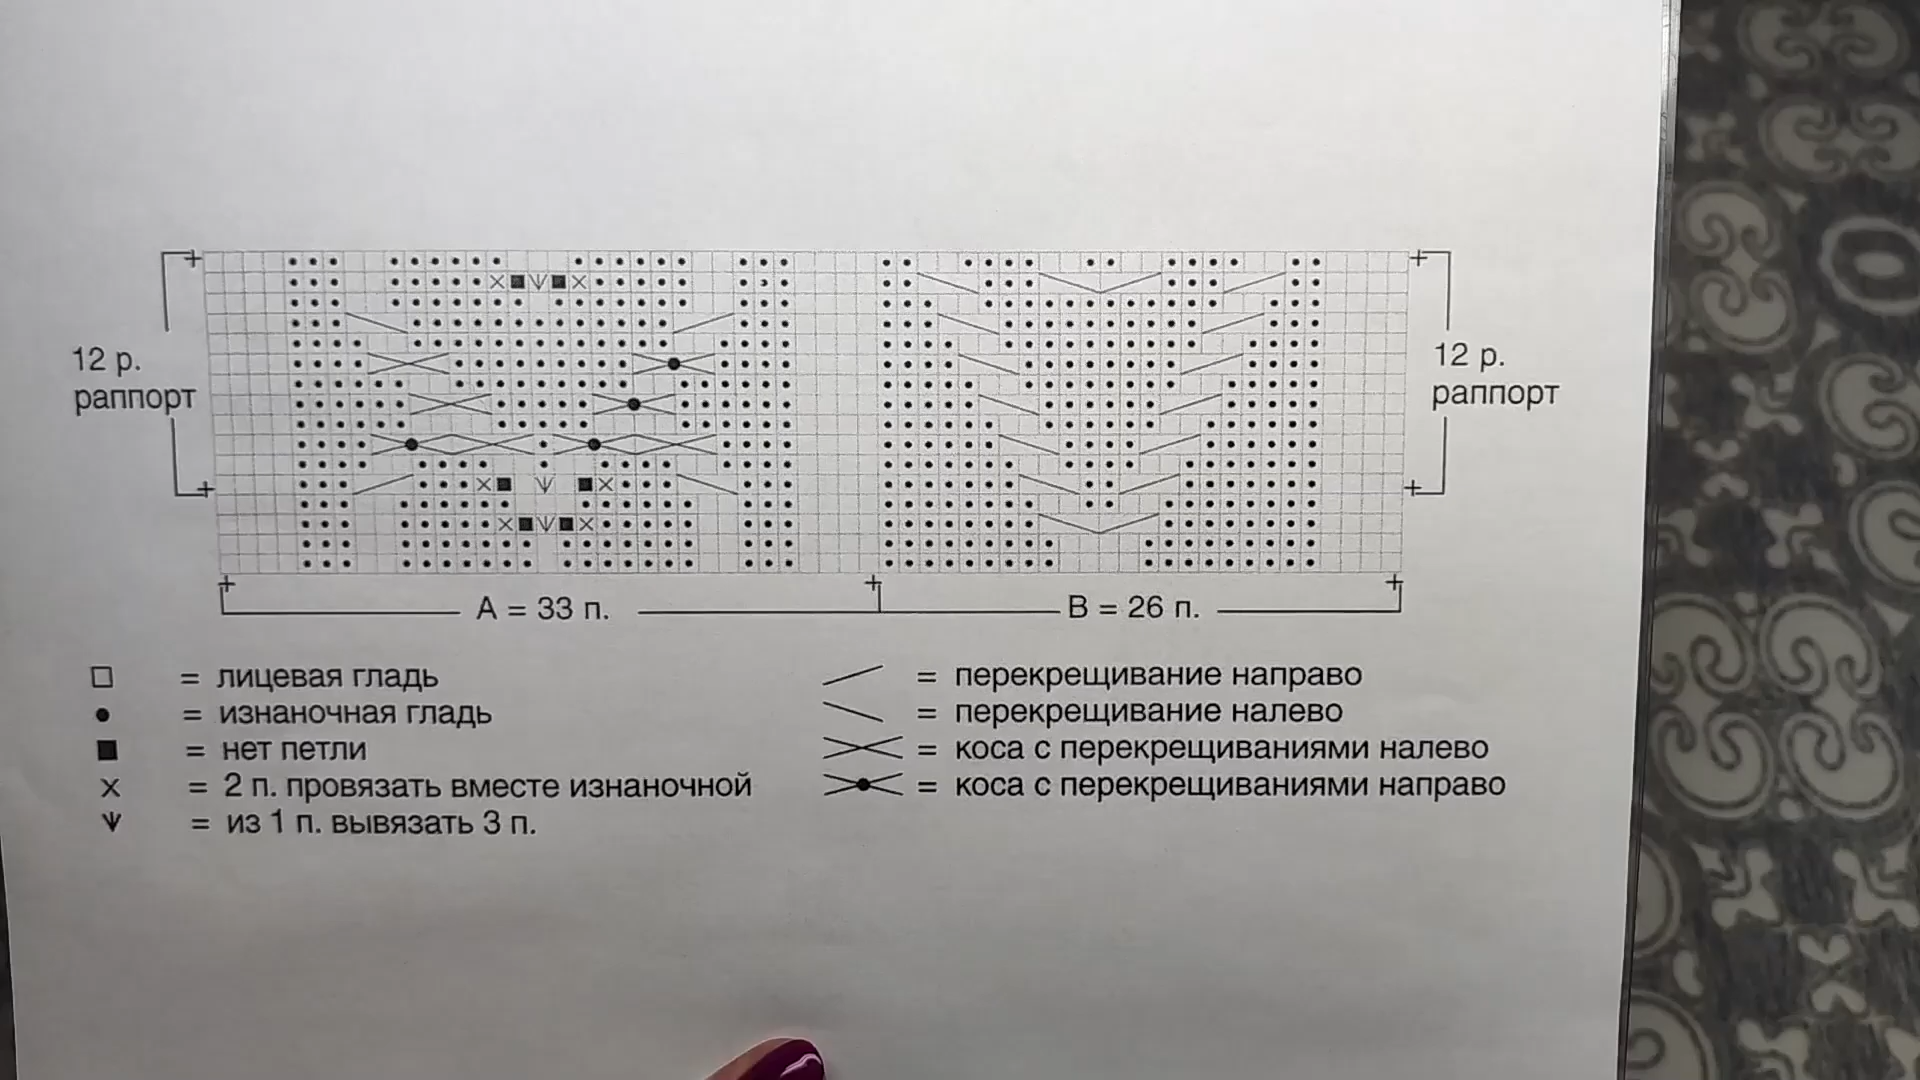 12 р.
раппорт
12 р.
раппорт
A = 33 п.
B = 26 п.
= лицевая гладь
= изнаночная гладь
= нет петли
x = 2 п. провязать вместе изнаночной
= из 1 п. вывязать 3 п.
= перекрещивание направо
= перекрещивание налево
= коса с перекрещиваниями налево
= коса с перекрещиваниями направо